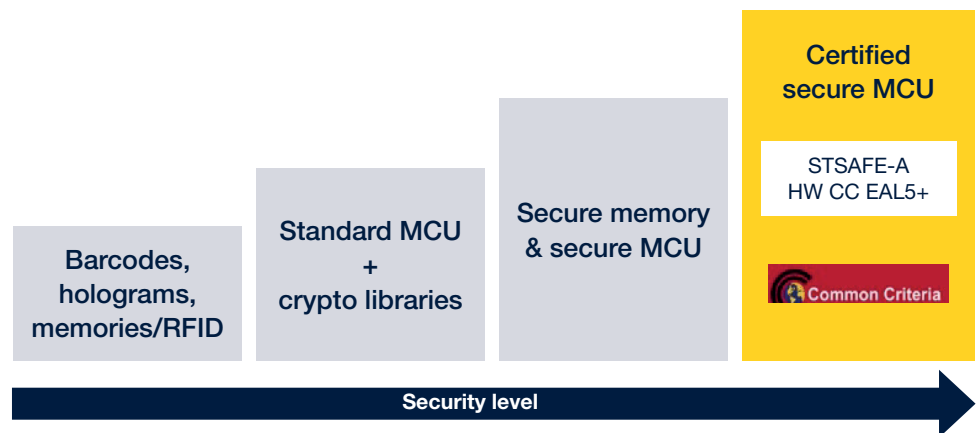 Barcodes,
holograms,
memories/RFID
Standard MCU
+
crypto libraries
Secure memory
& secure MCU
Certified
secure MCU
STSAFE-A
HW CC EAL5+
Common Criteria
Security level